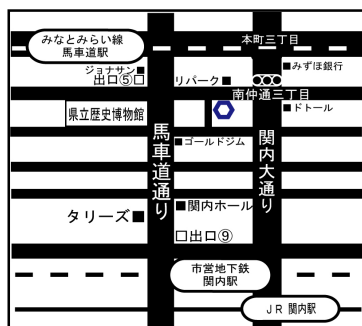 みなとみらい線
馬車道駅
本町三丁目
ジョナサン■
出口⑤□
リパーク■
■みずほ銀行
南仲通三丁目
県立歴史博物館
■ドトール
馬車道通り
■ゴールドジム
関内大通り
タリーズ■
■関内ホール
□出口⑨
市営地下鉄
関内駅
JR 関内駅